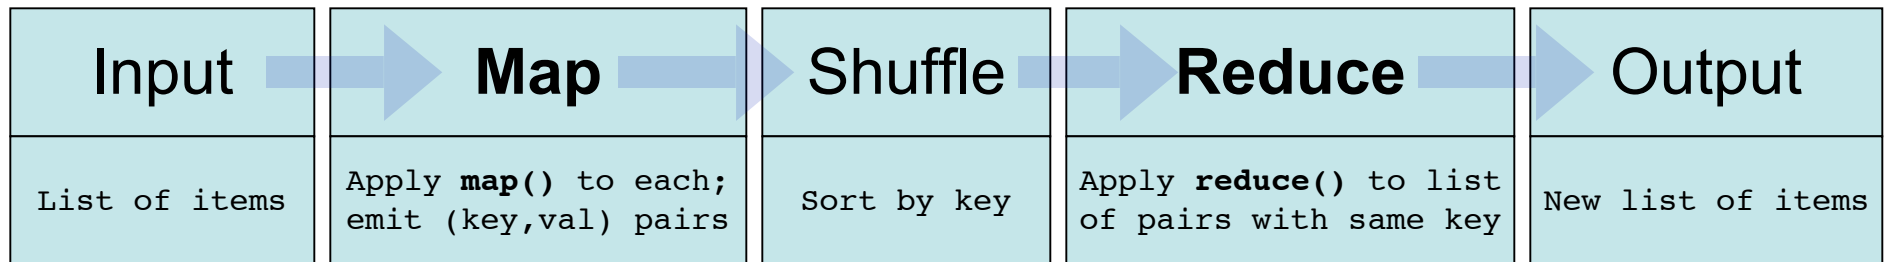 Input
Map
Shuffle
Reduce
Output
List of items
Apply map() to each;
emit (key,val) pairs
Sort by key
Apply reduce() to list
of pairs with same key
New list of items